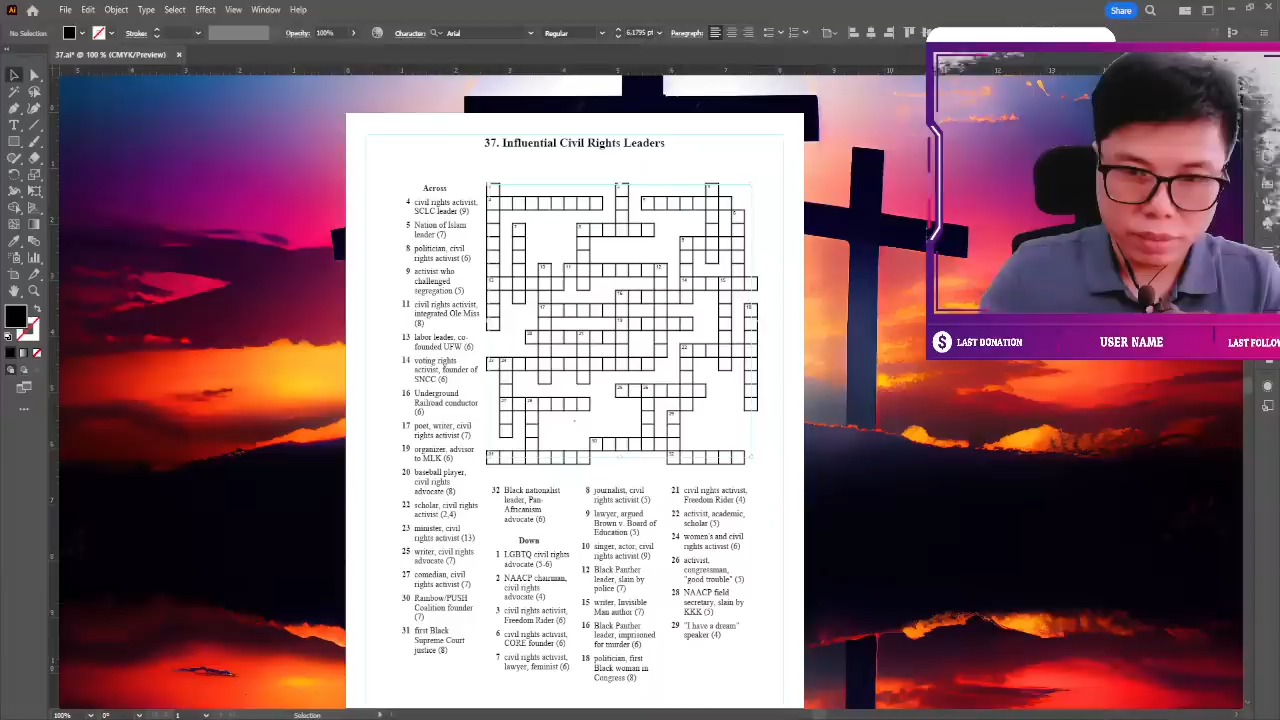 File Edit Object Type Select Effect View Window Help
Share
No Selection Stroke: Opacity: 100% Character: Arial Regular 6.1795 pt Paragraph:
37.ai* @ 100 % (CMYK/Preview)
37. Influential Civil Rights Leaders
Across
4 civil rights activist,
SCLC leader (9)
5 Nation of Islam
leader (7)
8 politician, civil
rights activist (6)
9 activist who
challenged
segregation (5)
11 civil rights activist,
integrated Ole Miss
(8)
13 labor leader, co-
founded UFW (6)
14 voting rights
activist, founder of
SNCC (6)
16 Underground
Railroad conductor
(6)
17 poet, writer, civil
rights activist (7)
19 organizer, advisor
to MLK (6)
20 baseball player,
civil rights
advocate (8)
22 scholar, civil rights
activist (2,4)
23 minister, civil
rights activist (13)
25 writer, civil rights
advocate (7)
27 comedian, civil
rights activist (7)
30 Rainbow/PUSH
Coalition founder
(7)
31 first Black
Supreme Court
justice (8)
32 Black nationalist
leader, Pan-
Africanism
advocate (6)
Down
1 LGBTQ civil rights
advocate (5-6)
2 NAACP chairman,
civil rights
advocate (4)
3 civil rights activist,
Freedom Rider (6)
6 civil rights activist,
CORE founder (6)
7 civil rights activist,
lawyer, feminist (6)
8 journalist, civil
rights activist (5)
9 lawyer, argued
Brown v. Board of
Education (5)
10 singer, actor, civil
rights activist (9)
12 Black Panther
leader, slain by
police (7)
15 writer, Invisible
Man author (7)
16 Black Panther
leader, imprisoned
for murder (6)
18 politician, first
Black woman in
Congress (8)
21 civil rights activist,
Freedom Rider (4)
22 activist, academic,
scholar (5)
24 women's and civil
rights activist (6)
26 activist,
congressman,
"good trouble" (5)
28 NAACP field
secretary, slain by
KKK (5)
29 "I have a dream"
speaker (4)
LAST DONATION
USER NAME
LAST FOLLOW
100% 0° 1 Selection